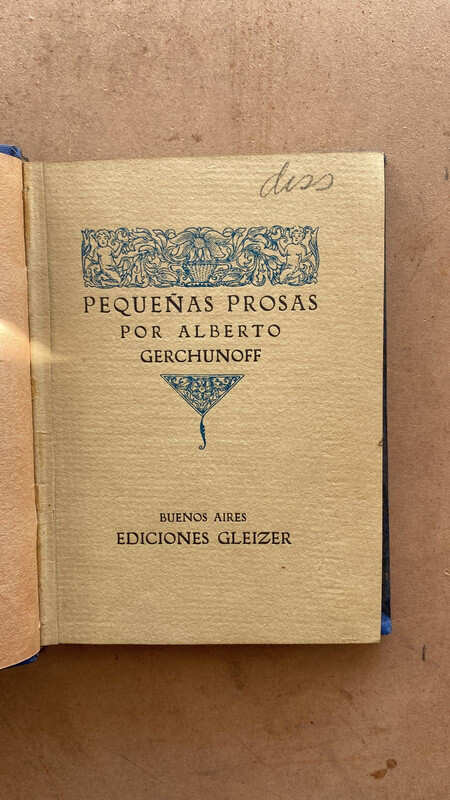 PEQUEÑAS PROSAS
POR ALBERTO
GERCHUNOFF
BUENOS AIRES
EDICIONES GLEIZER